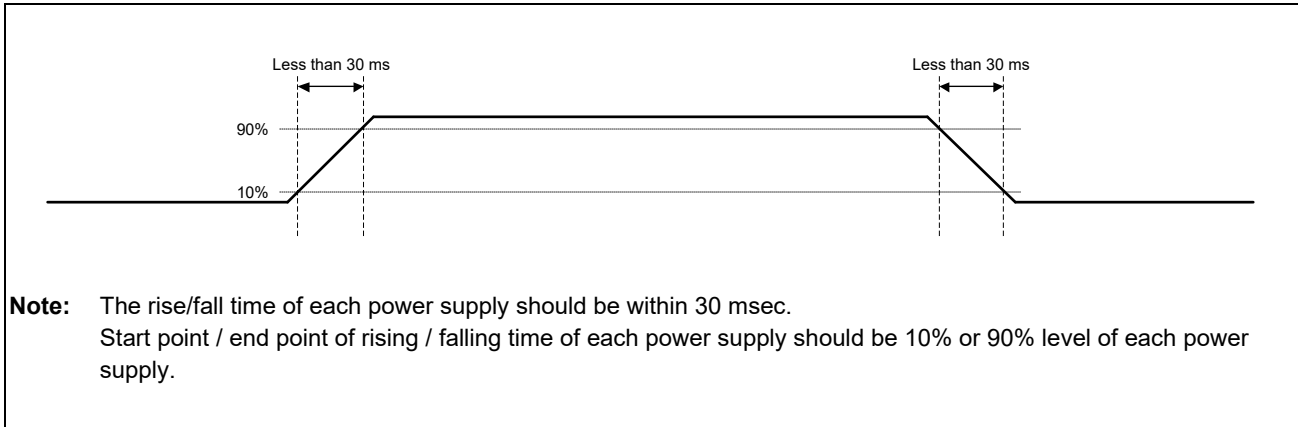 Less than 30 ms Less than 30 ms
90%
10%
Note: The rise/fall time of each power supply should be within 30 msec.
Start point / end point of rising / falling time of each power supply should be 10% or 90% level of each power
supply.